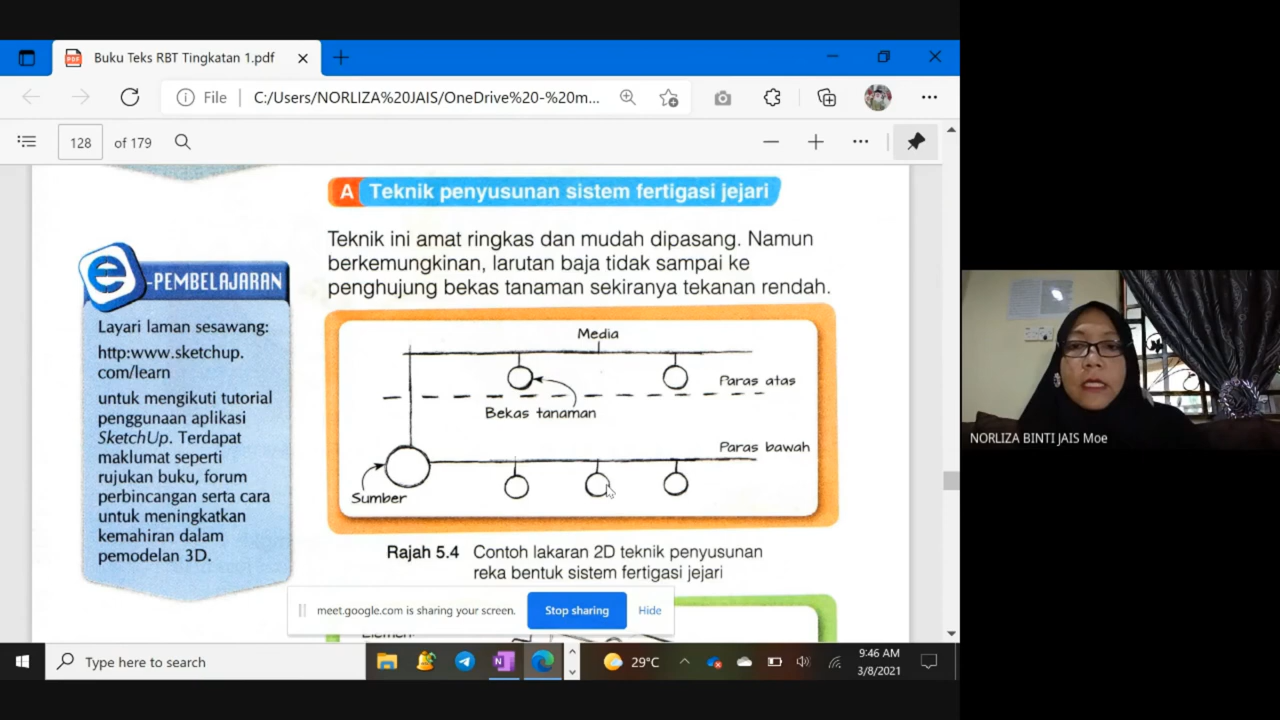 Buku Teks RBT Tingkatan 1.pdf
File
C:/Users/NORLIZA%20JAIS/OneDrive%20-%20m...
128 of 179
A Teknik penyusunan sistem fertigasi jejari
Teknik ini amat ringkas dan mudah dipasang. Namun
berkemungkinan, larutan baja tidak sampai ke
penghujung bekas tanaman sekiranya tekanan rendah.
e-PEMBELAJARAN
Layari laman sesawang:
http:www.sketchup.
com/learn
untuk mengikuti tutorial
penggunaan aplikasi
SketchUp. Terdapat
maklumat seperti
rujukan buku, forum
perbincangan serta cara
untuk meningkatkan
kemahiran dalam
pemodelan 3D.
Media
Paras atas
Bekas tanaman
Paras bawah
Sumber
Rajah 5.4 Contoh lakaran 2D teknik penyusunan
reka bentuk sistem fertigasi jejari
meet.google.com is sharing your screen.
Stop sharing
Hide
Elemen
NORLIZA BINTI JAIS Moe
Type here to search
29°C
9:46 AM
3/8/2021